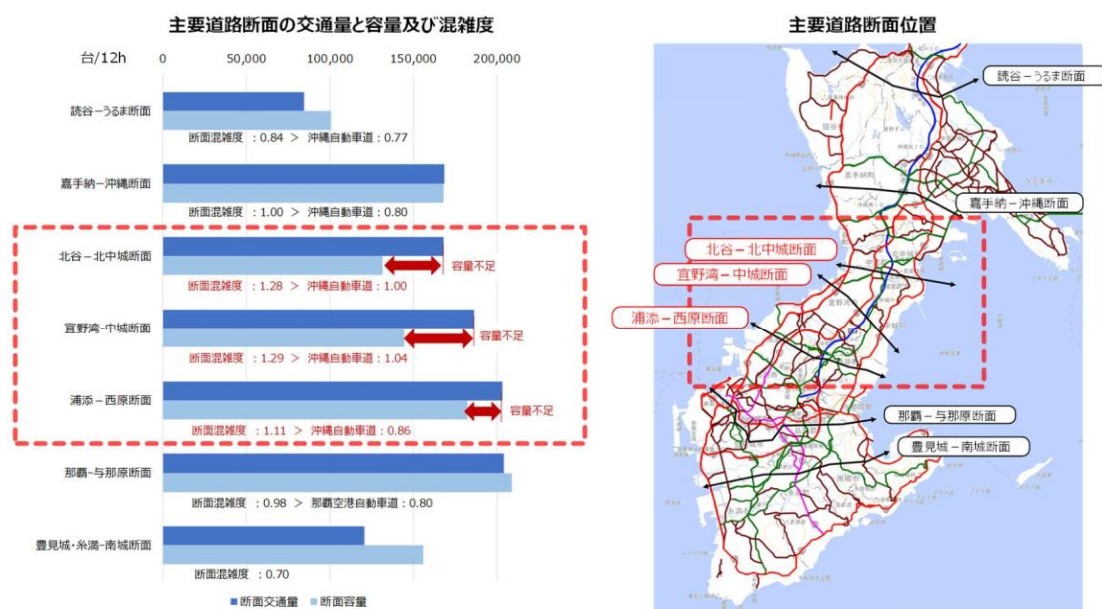 主要道路断面の交通量と容量及び混雑度
台/12h
0
50,000
100,000
150,000
200,000
読谷－うるま断面
断面混雑度 ：0.84 ＞ 沖縄自動車道：0.77
嘉手納－沖縄断面
断面混雑度 ：1.00 ＞ 沖縄自動車道：0.80
北谷－北中城断面
容量不足
断面混雑度 ：1.28 ＞ 沖縄自動車道：1.00
宜野湾-中城断面
容量不足
断面混雑度 ：1.29 ＞ 沖縄自動車道：1.04
浦添－西原断面
容量不足
断面混雑度 ：1.11 ＞ 沖縄自動車道：0.86
那覇-与那原断面
断面混雑度 ：0.98 ＞ 那覇空港自動車道：0.80
豊見城・糸満-南城断面
断面混雑度 ：0.70
断面交通量
断面容量
主要道路断面位置
読谷－うるま断面
嘉手納－沖縄断面
北谷－北中城断面
宜野湾－中城断面
浦添－西原断面
那覇－与那原断面
豊見城－南城断面
嘉手納町
南城市